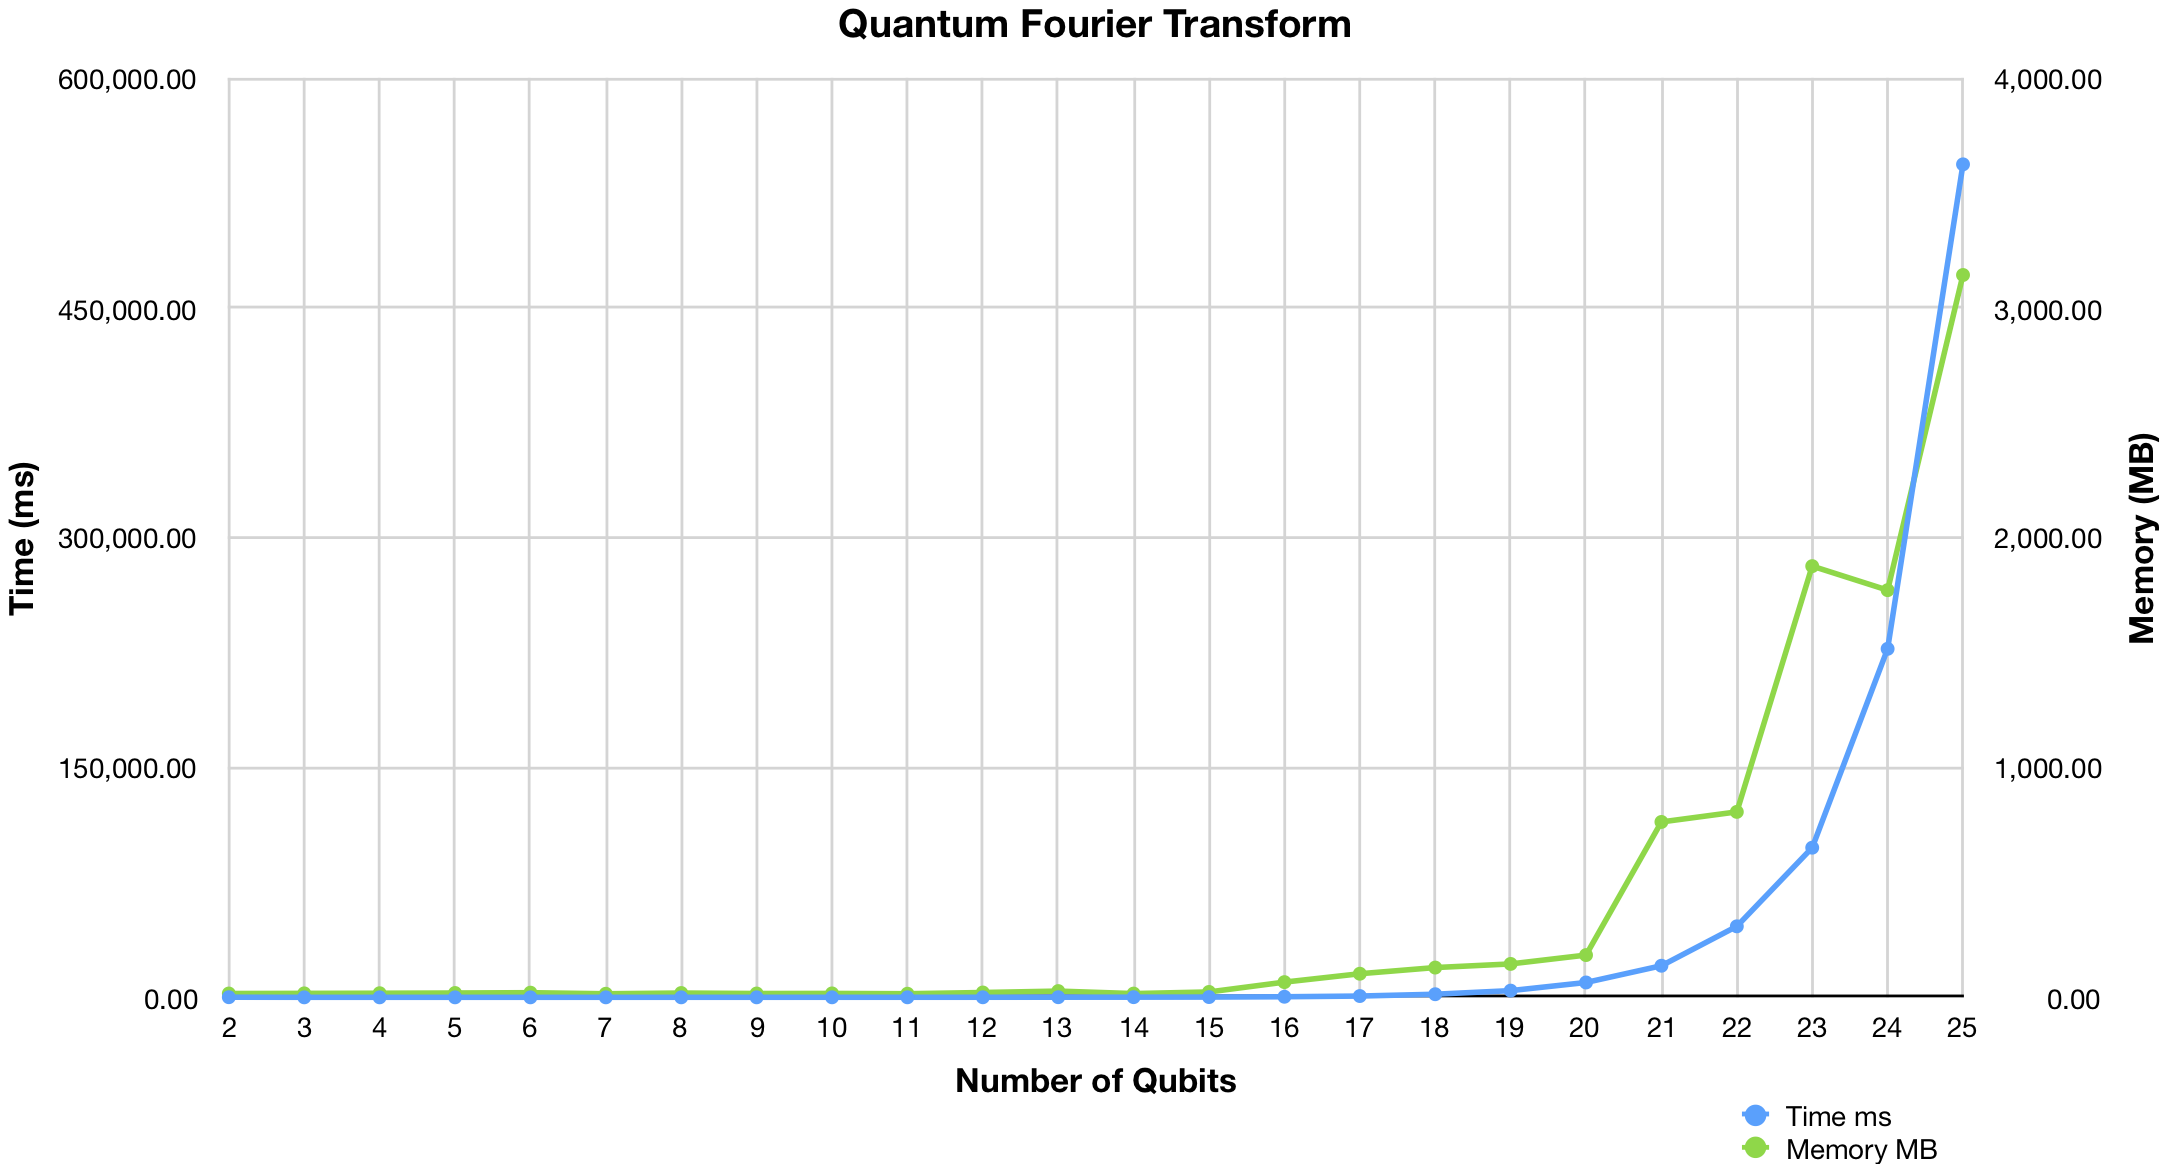 Quantum Fourier Transform
600,000.00
450,000.00
300,000.00
150,000.00
0.00
4,000.00
3,000.00
2,000.00
1,000.00
0.00
Time (ms)
Memory (MB)
2 3 4 5 6 7 8 9 10 11 12 13 14 15 16 17 18 19 20 21 22 23 24 25
Number of Qubits
Time ms
Memory MB